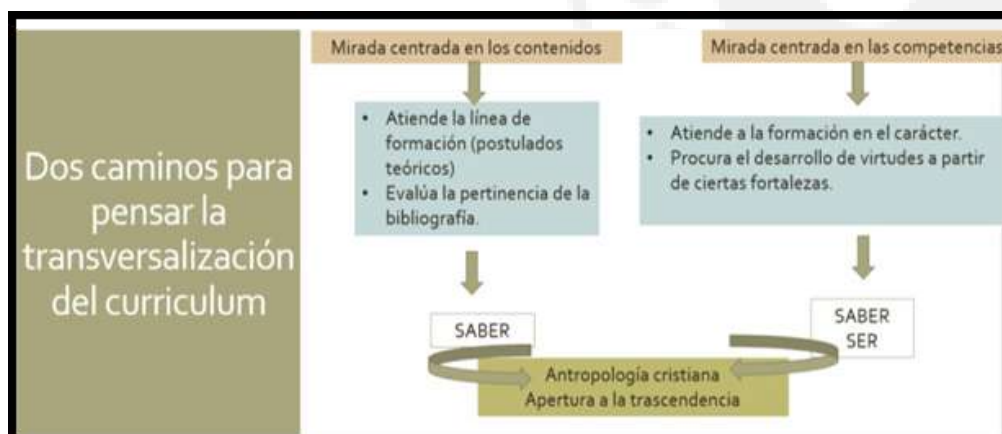 Dos caminos para
pensar la
transversalización
del curriculum
Mirada centrada en los contenidos
• Atiende la línea de
formación (postulados
teóricos)
• Evalúa la pertinencia de la
bibliografía.
SABER
Mirada centrada en las competencias
• Atiende a la formación en el carácter.
• Procura el desarrollo de virtudes a partir
de ciertas fortalezas.
SABER
SER
Antropología cristiana
Apertura a la trascendencia